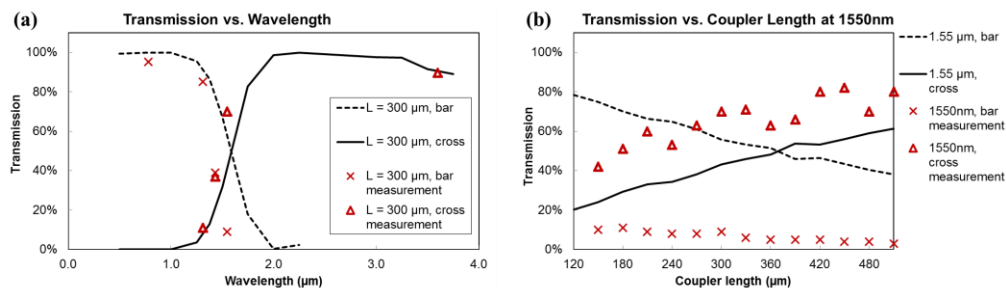 (a)
Transmission vs. Wavelength
100%
80%
60%
40%
20%
0%
Transmission
0.0 1.0 2.0 3.0 4.0
Wavelength (µm)
L = 300 µm, bar
L = 300 µm, cross
L = 300 µm, bar
measurement
L = 300 µm, cross
measurement
(b)
Transmission vs. Coupler Length at 1550nm
100%
80%
60%
40%
20%
0%
Transmission
120 180 240 300 360 420 480
Coupler length (µm)
1.55 µm, bar
1.55 µm,
cross
1550nm, bar
measurement
1550nm,
cross
measurement